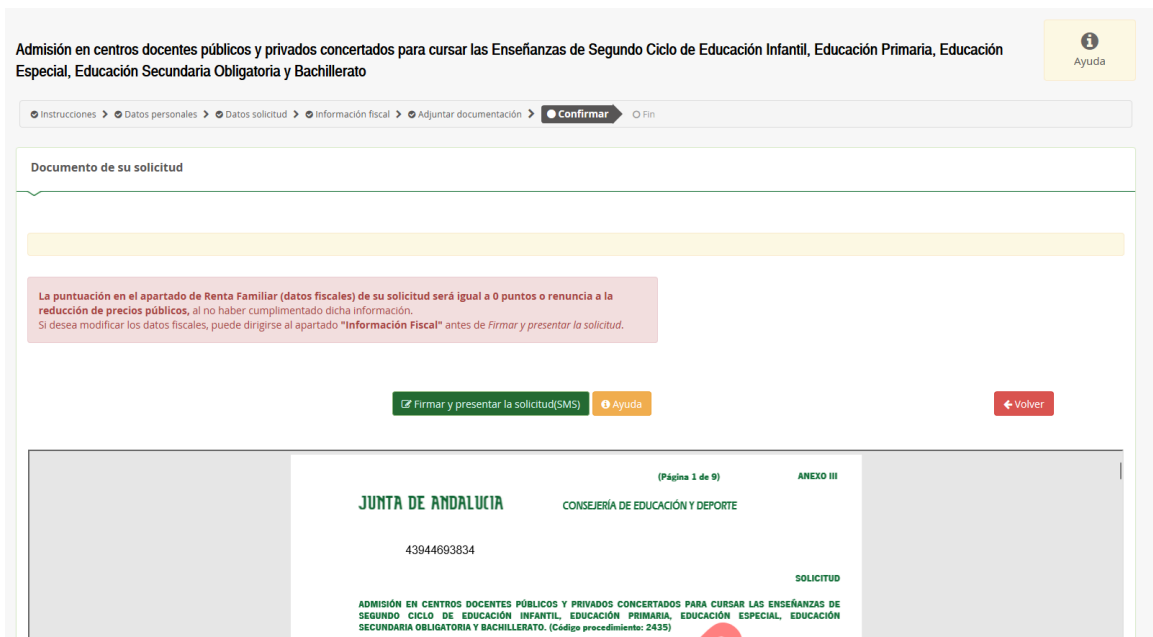 Admisión en centros docentes públicos y privados concertados para cursar las Enseñanzas de Segundo Ciclo de Educación Infantil, Educación Primaria, Educación
Especial, Educación Secundaria Obligatoria y Bachillerato
Ayuda
Instrucciones
Datos personales
Datos solicitud
Información fiscal
Adjuntar documentación
Confirmar
Fin
Documento de su solicitud
La puntuación en el apartado de Renta Familiar (datos fiscales) de su solicitud será igual a 0 puntos o renuncia a la
reducción de precios públicos, al no haber cumplimentado dicha información.
Si desea modificar los datos fiscales, puede dirigirse al apartado "Información Fiscal" antes de Firmar y presentar la solicitud.
Firmar y presentar la solicitud(SMS)
Ayuda
Volver
(Página 1 de 9)
ANEXO III
JUNTA DE ANDALUCIA
CONSEJERÍA DE EDUCACIÓN Y DEPORTE
43944693834
SOLICITUD
ADMISIÓN EN CENTROS DOCENTES PÚBLICOS Y PRIVADOS CONCERTADOS PARA CURSAR LAS ENSEÑANZAS DE
SEGUNDO CICLO DE EDUCACIÓN INFANTIL, EDUCACIÓN PRIMARIA, EDUCACIÓN ESPECIAL, EDUCACIÓN
SECUNDARIA OBLIGATORIA Y BACHILLERATO. (Código procedimiento: 2435)